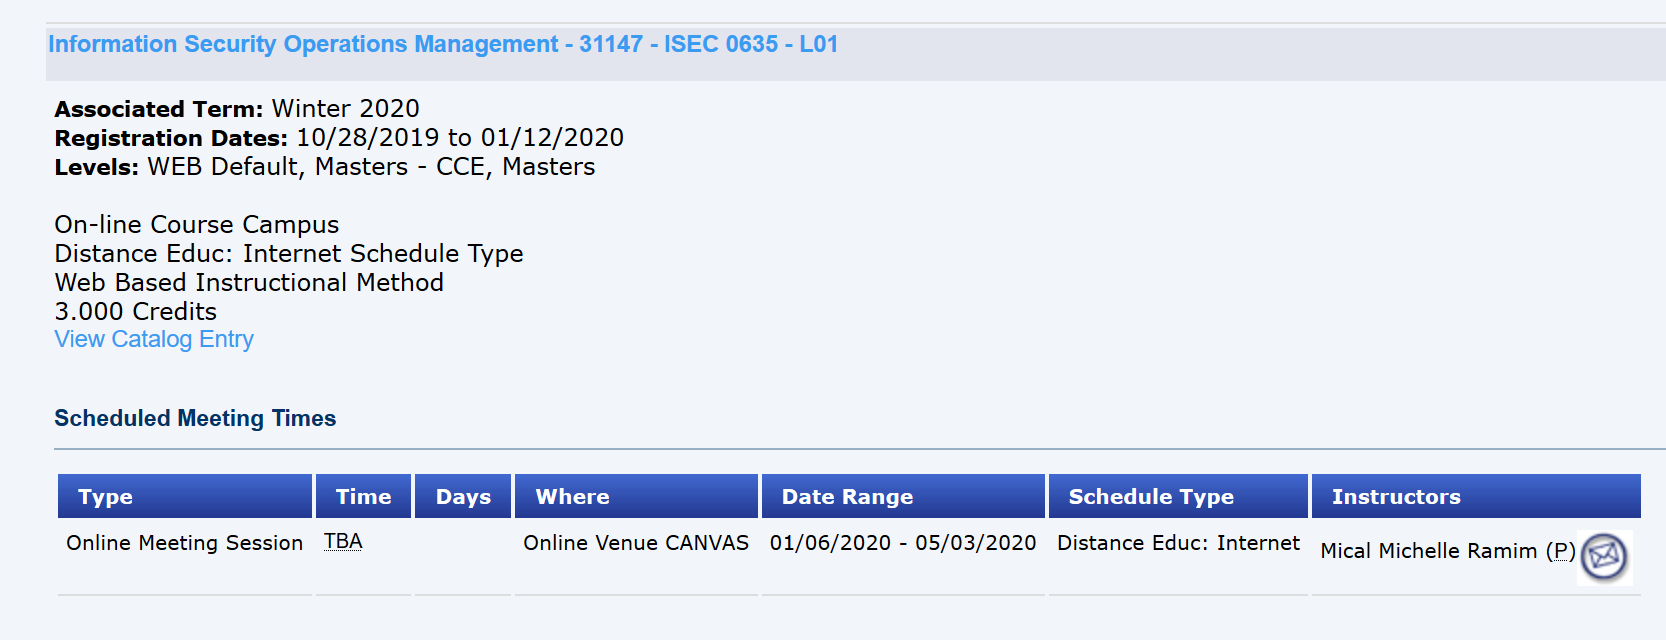 Information Security Operations Management - 31147 - ISEC 0635 - L01
Associated Term: Winter 2020
Registration Dates: 10/28/2019 to 01/12/2020
Levels: WEB Default, Masters - CCE, Masters
On-line Course Campus
Distance Educ: Internet Schedule Type
Web Based Instructional Method
3.000 Credits
View Catalog Entry
Scheduled Meeting Times
Type Time Days Where Date Range Schedule Type Instructors
Online Meeting Session TBA Online Venue CANVAS 01/06/2020 - 05/03/2020 Distance Educ: Internet Mical Michelle Ramim (P)